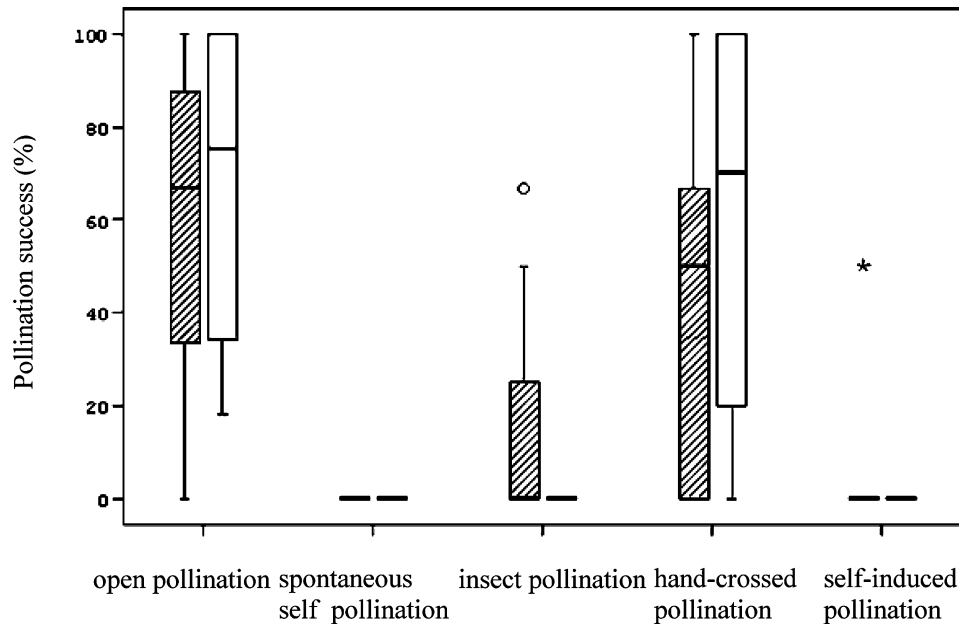 Pollination success (%)
100
80
60
40
20
0
open pollination
spontaneous
self pollination
insect pollination
hand-crossed
pollination
self-induced
pollination